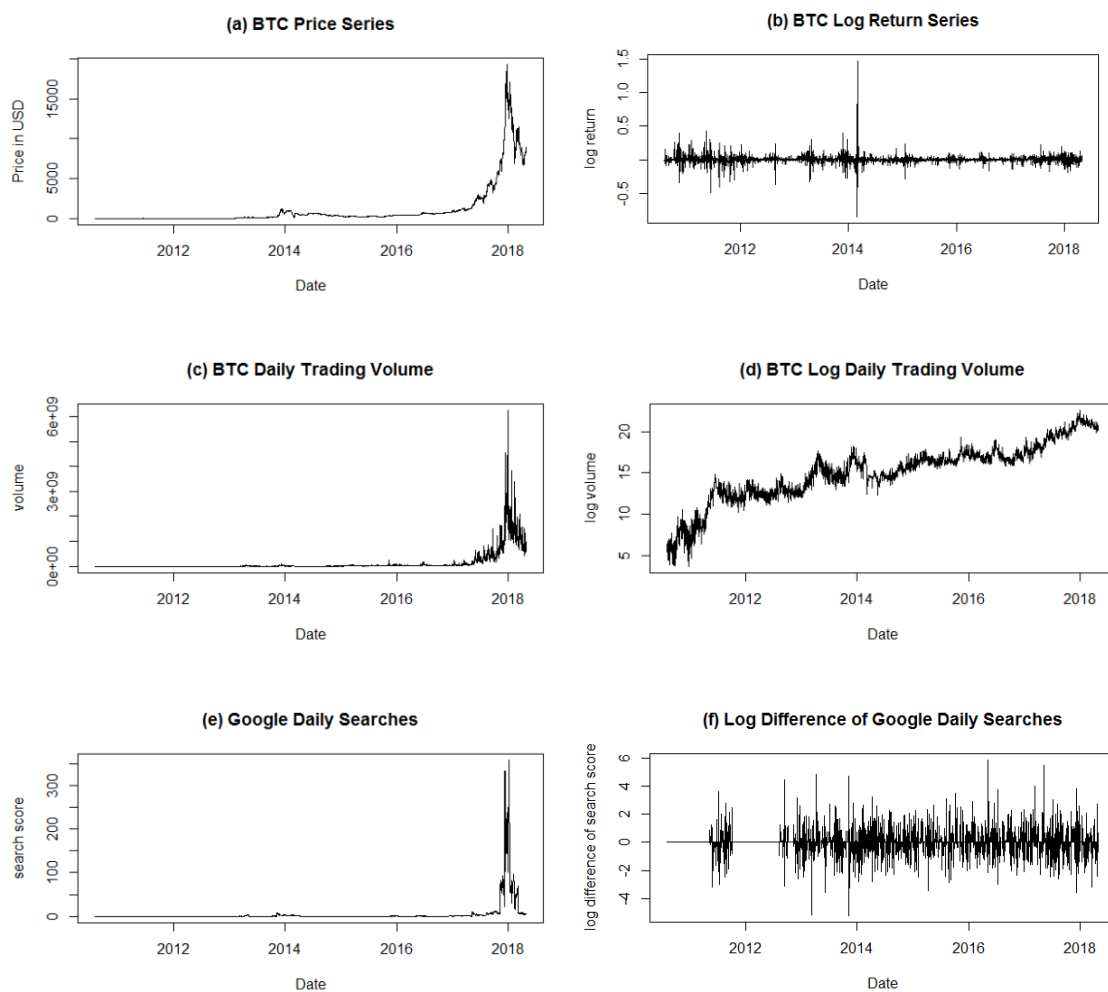 (a) BTC Price Series
Price in USD
15000
5000
0
2012 2014 2016 2018
Date
(b) BTC Log Return Series
log return
1.5
1.0
0.5
-0.5
2012 2014 2016 2018
Date
(c) BTC Daily Trading Volume
volume
6e+09
3e+09
0e+00
2012 2014 2016 2018
Date
(d) BTC Log Daily Trading Volume
log volume
20
15
10
5
2012 2014 2016 2018
Date
(e) Google Daily Searches
search score
300
200
100
0
2012 2014 2016 2018
Date
(f) Log Difference of Google Daily Searches
log difference of search score
6
4
2
0
-2
-4
2012 2014 2016 2018
Date